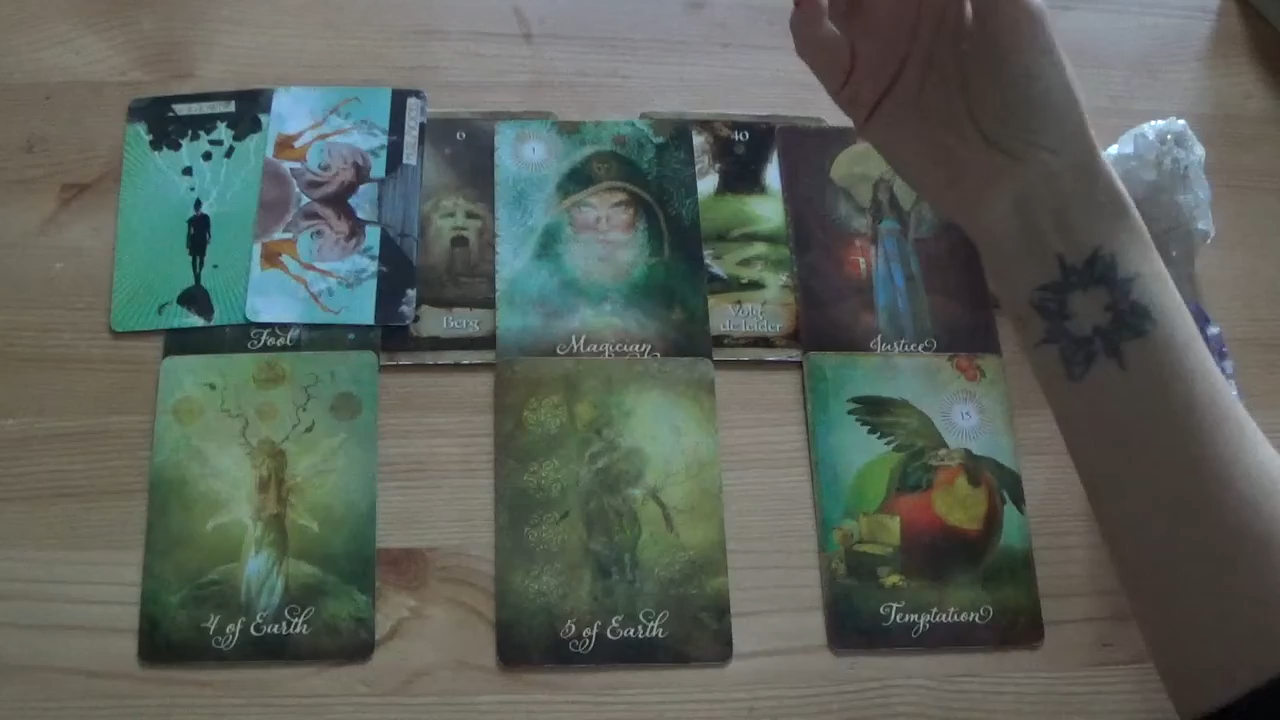 6
1
40
Fool
Berg
Magician
Volg
de leider
Justice
15
4 of Earth
5 of Earth
Temptation